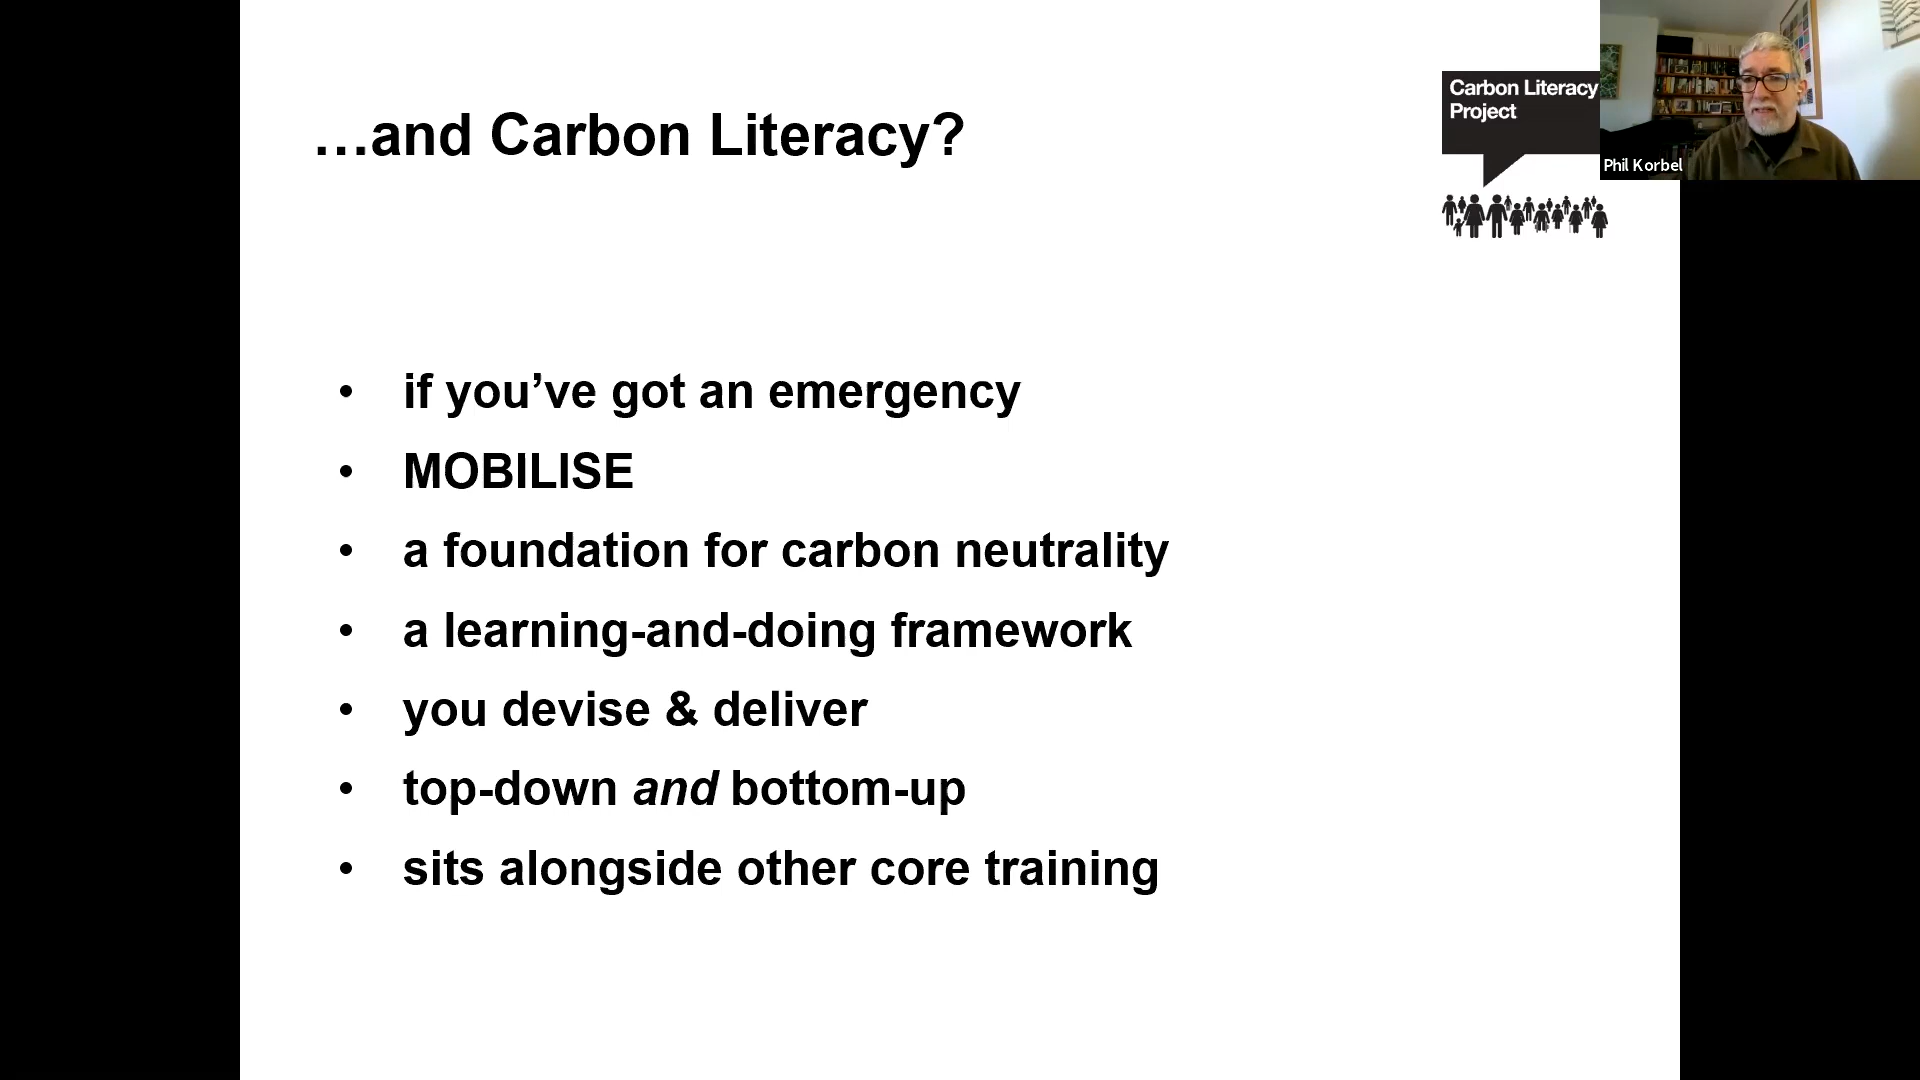 …and Carbon Literacy?
Carbon Literacy
Project
Phil Korbel
• if you’ve got an emergency
• MOBILISE
• a foundation for carbon neutrality
• a learning-and-doing framework
• you devise & deliver
• top-down and bottom-up
• sits alongside other core training